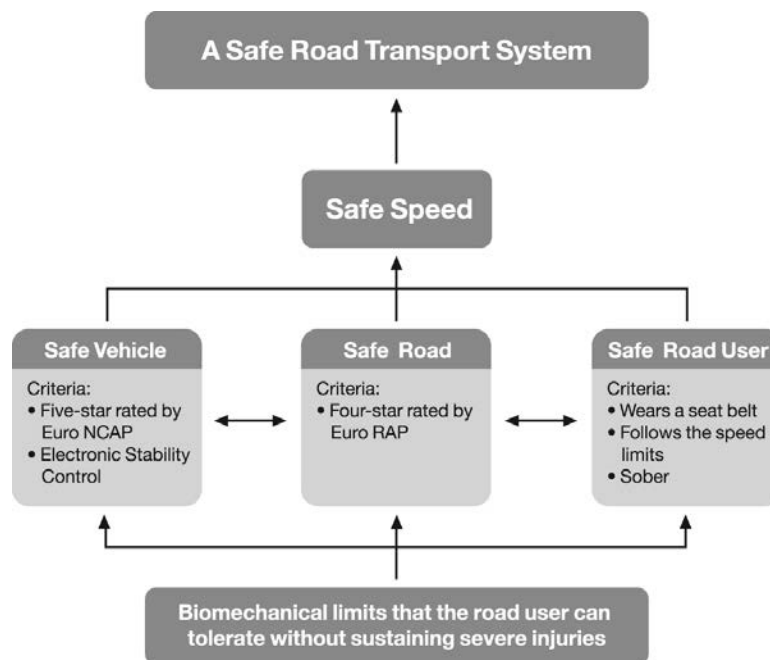 A Safe Road Transport System
Safe Speed
Safe Vehicle
Criteria:
• Five-star rated by
Euro NCAP
• Electronic Stability
Control
Safe Road
Criteria:
• Four-star rated by
Euro RAP
Safe Road User
Criteria:
• Wears a seat belt
• Follows the speed
limits
• Sober
Biomechanical limits that the road user can
tolerate without sustaining severe injuries